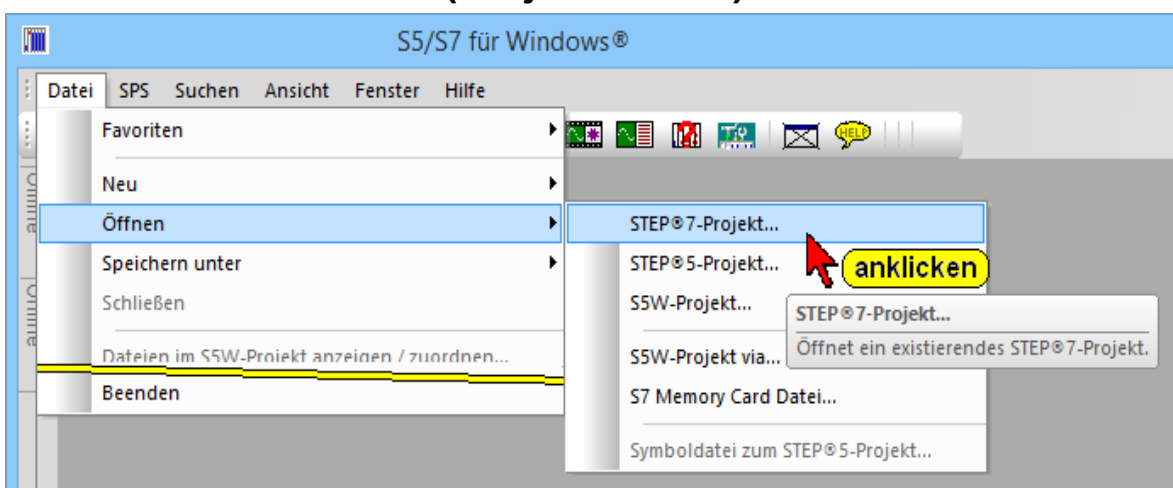 S5/S7 für Windows®
Datei SPS Suchen Ansicht Fenster Hilfe
Favoriten
HELP
Neu
Öffnen
STEP®7-Projekt...
Speichern unter
STEP®5-Projekt...
anklicken
Schließen
S5W-Projekt...
STEP®7-Projekt...
Öffnet ein existierendes STEP®7-Projekt.
Dateien im S5W-Projekt anzeigen / zuordnen...
S5W-Projekt via...
Beenden
S7 Memory Card Datei...
Symboldatei zum STEP®5-Projekt...